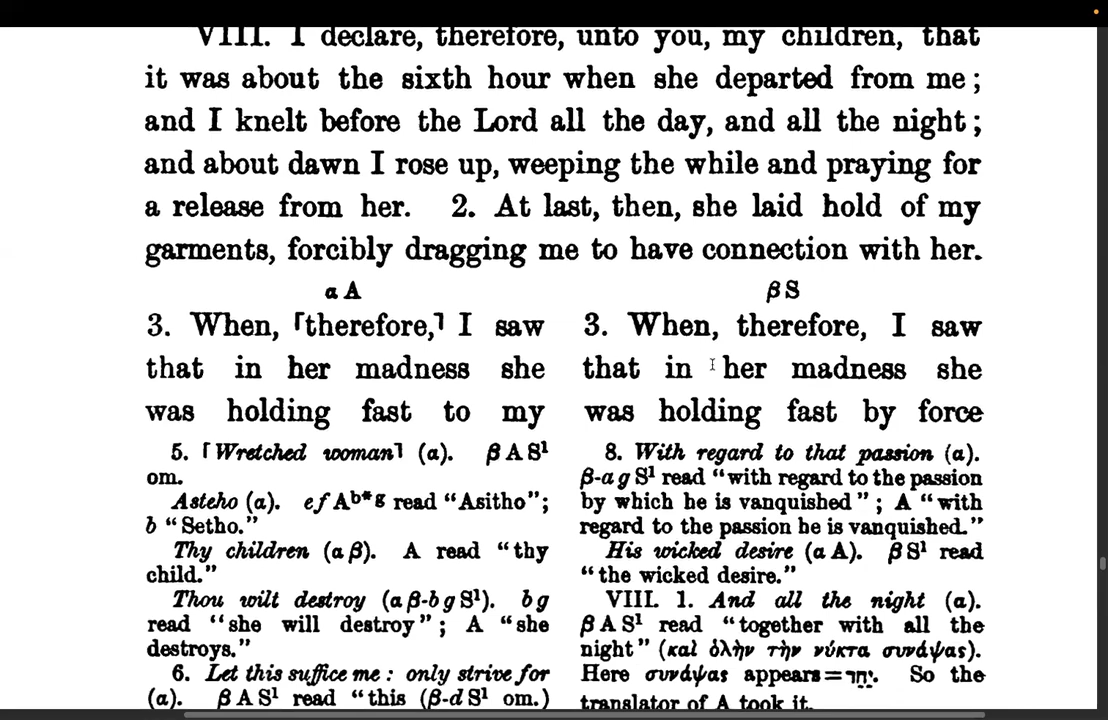 VIII. I declare, therefore, unto you, my children, that
it was about the sixth hour when she departed from me;
and I knelt before the Lord all the day, and all the night;
and about dawn I rose up, weeping the while and praying for
a release from her. 2. At last, then, she laid hold of my
garments, forcibly dragging me to have connection with her.
α A
3. When, ⌈therefore,⌉ I saw
that in her madness she
was holding fast to my
β S
3. When, therefore, I saw
that in her madness she
was holding fast by force
5. ⌈Wretched woman⌉ (α). β A S¹
om.
Asteho (α). e f Aᵇ*ᵍ read “Asitho”;
b “Setho.”
Thy children (α β). A read “thy
child.”
Thou wilt destroy (α β-b g S¹). b g
read “she will destroy”; A “she
destroys.”
6. Let this suffice me: only strive for
(α). β A S¹ read “this (β-d S¹ om.)
8. With regard to that passion (α).
β-a g S¹ read “with regard to the passion
by which he is vanquished”; A “with
regard to the passion he is vanquished.”
His wicked desire (α A). β S¹ read
“the wicked desire.”
VIII. 1. And all the night (α).
β A S¹ read “together with all the
night” (καὶ ὅλην τὴν νύκτα συνάψας).
Here συνάψας appears= So the
translator of A took it.